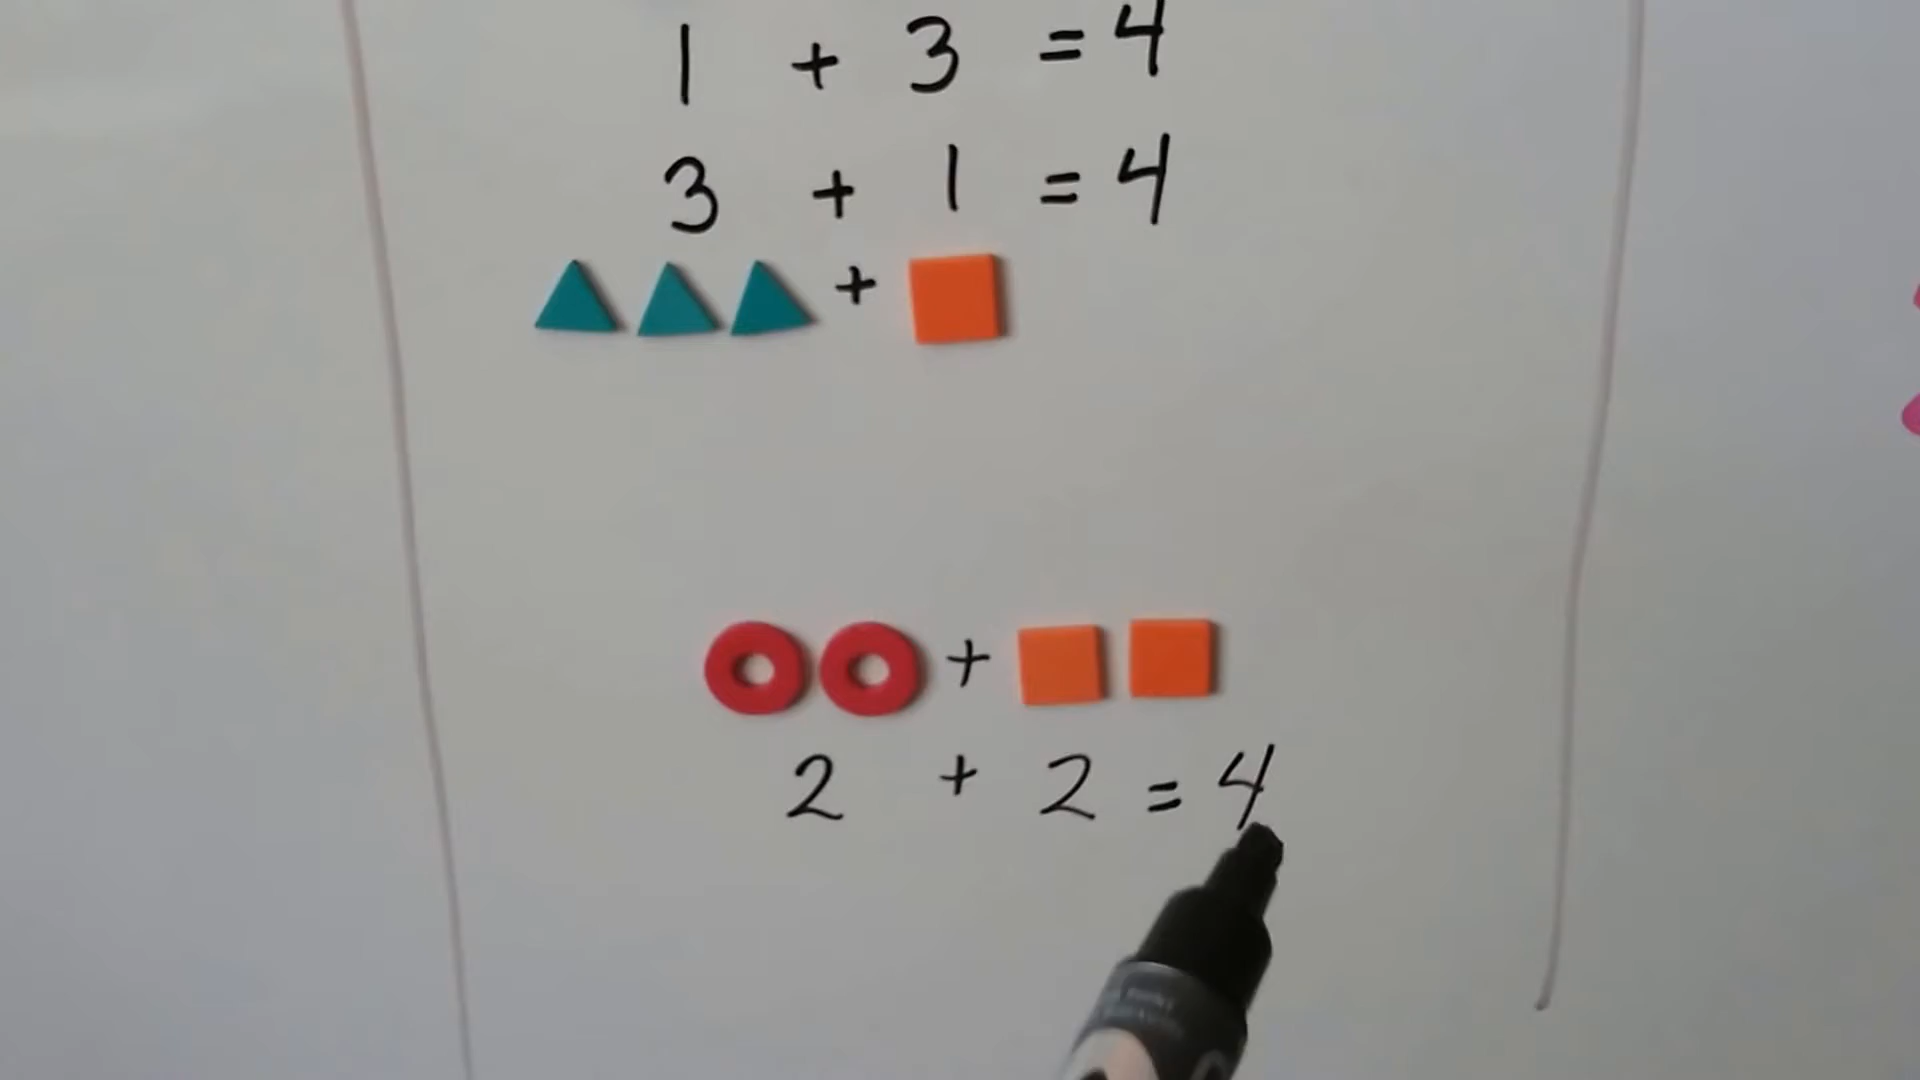 1 + 3 = 4
3 + 1 = 4
+
+
2 + 2 = 4